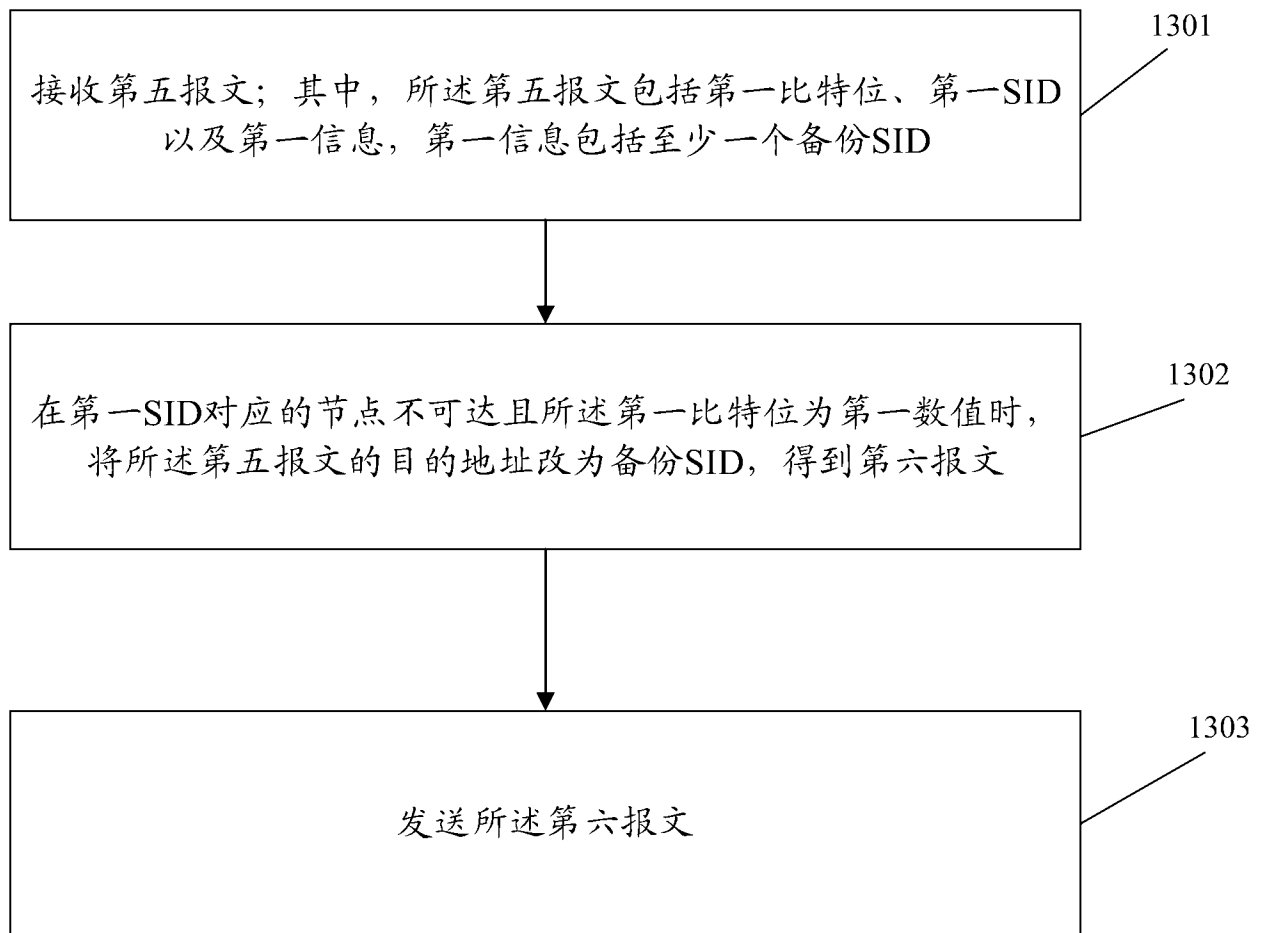 1301
接收第五报文；其中，所述第五报文包括第一比特位、第一SID
以及第一信息，第一信息包括至少一个备份SID
1302
在第一SID对应的节点不可达且所述第一比特位为第一数值时，
将所述第五报文的目的地址改为备份SID，得到第六报文
1303
发送所述第六报文